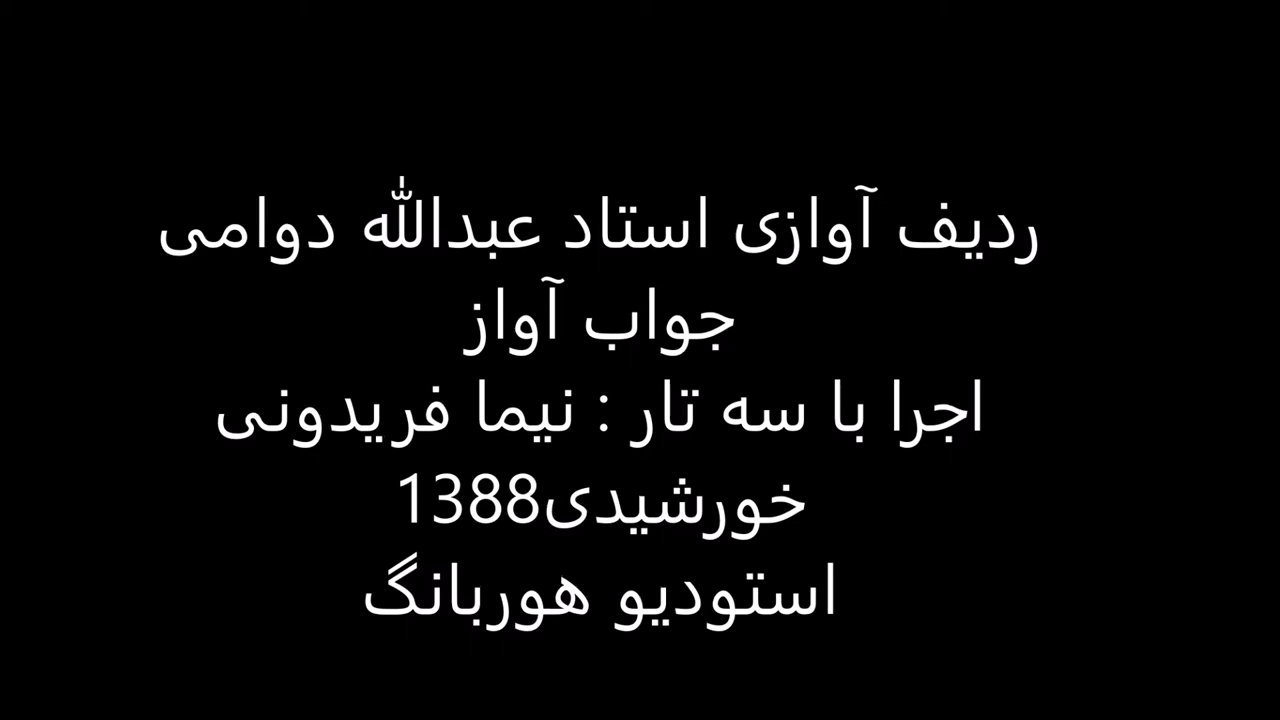 ردیف آوازی استاد عبدالله دوامی
جواب آواز
اجرا با سه تار : نیما فریدونی
خورشیدی1388
استودیو هوربانگ